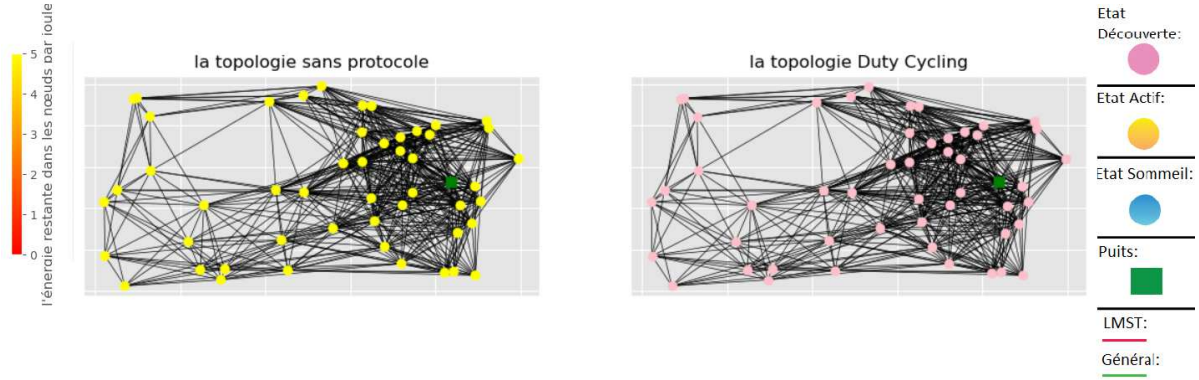 l'énergie restante dans les nœuds par joule
5
4
3
2
1
0
la topologie sans protocole
la topologie Duty Cycling
Etat
Découverte:
Etat Actif:
Etat Sommeil:
Puits:
LMST:
Général: